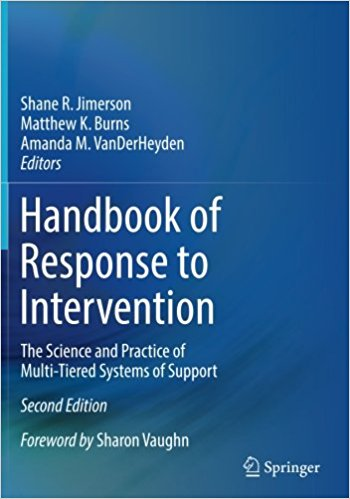 Shane R. Jimerson
Matthew K. Burns
Amanda M. VanDerHeyden
Editors
Handbook of
Response to
Intervention
The Science and Practice of
Multi-Tiered Systems of Support
Second Edition
Foreword by Sharon Vaughn
Springer